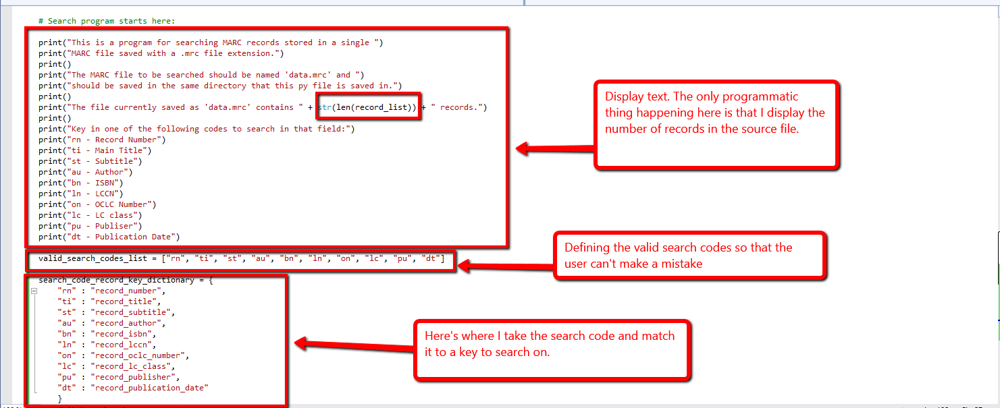 # Search program starts here:
print("This is a program for searching MARC records stored in a single ")
print("MARC file saved with a .mrc file extension.")
print()
print("The MARC file to be searched should be named 'data.mrc' and ")
print("should be saved in the same directory that this py file is saved in.")
print()
print("The file currently saved as 'data.mrc' contains " + str(len(record_list)) + " records.")
print()
print("Key in one of the following codes to search in that field:")
print("rn - Record Number")
print("ti - Main Title")
print("st - Subtitle")
print("au - Author")
print("bn - ISBN")
print("ln - LCCN")
print("on - OCLC Number")
print("lc - LC class")
print("pu - Publiser")
print("dt - Publication Date")
Display text. The only programmatic
thing happening here is that I display the
number of records in the source file.
valid_search_codes_list = ["rn", "ti", "st", "au", "bn", "ln", "on", "lc", "pu", "dt"]
Defining the valid search codes so that the
user can't make a mistake
search_code_record_key_dictionary = {
"rn" : "record_number",
"ti" : "record_title",
"st" : "record_subtitle",
"au" : "record_author",
"bn" : "record_isbn",
"ln" : "record_lccn",
"on" : "record_oclc_number",
"lc" : "record_lc_class",
"pu" : "record_publisher",
"dt" : "record_publication_date"
}
Here's where I take the search code and match
it to a key to search on.